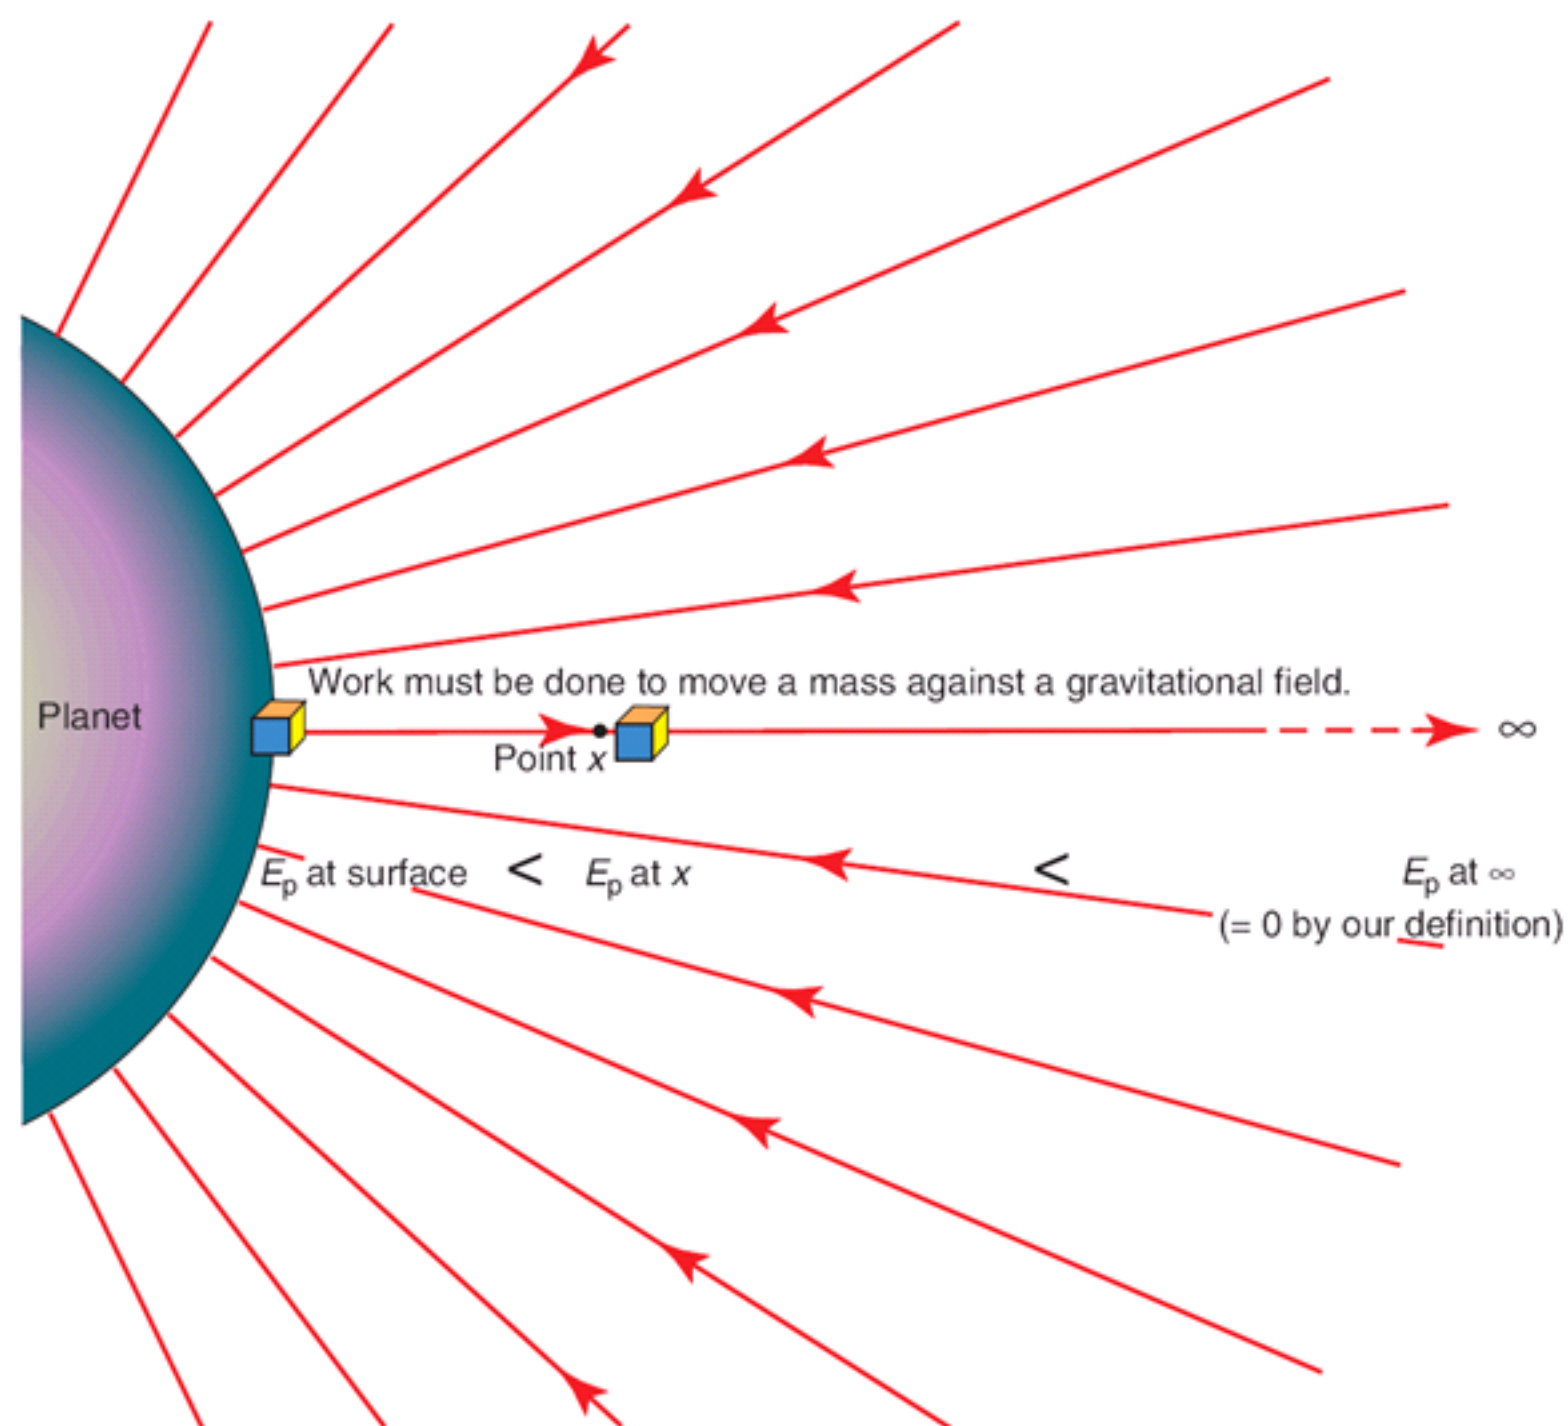 Work must be done to move a mass against a gravitational field.
Planet
∞
Point x
Ep at surface < Ep at x < Ep at ∞
(= 0 by our definition)